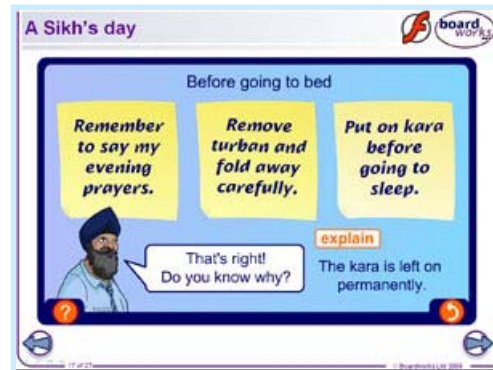 A Sikh's day
board
works
Before going to bed
Remember
to say my
evening
prayers.
Remove
turban and
fold away
carefully.
Put on kara
before
going to
sleep.
That's right!
Do you know why?
explain
The kara is left on
permanently.
?